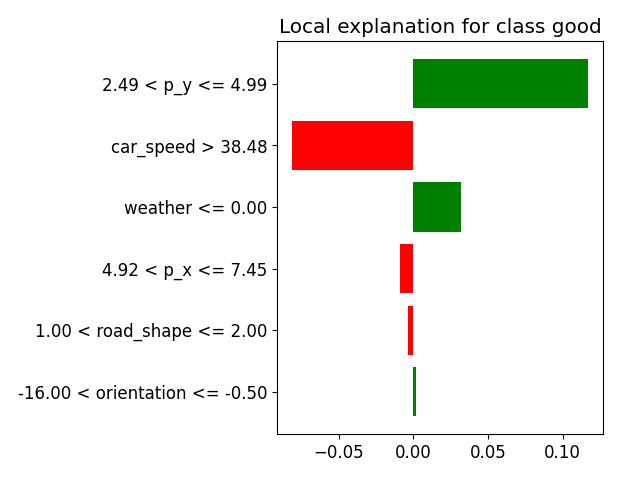 Local explanation for class good
2.49 < p_y <= 4.99
car_speed > 38.48
weather <= 0.00
4.92 < p_x <= 7.45
1.00 < road_shape <= 2.00
-16.00 < orientation <= -0.50
−0.05 0.00 0.05 0.10